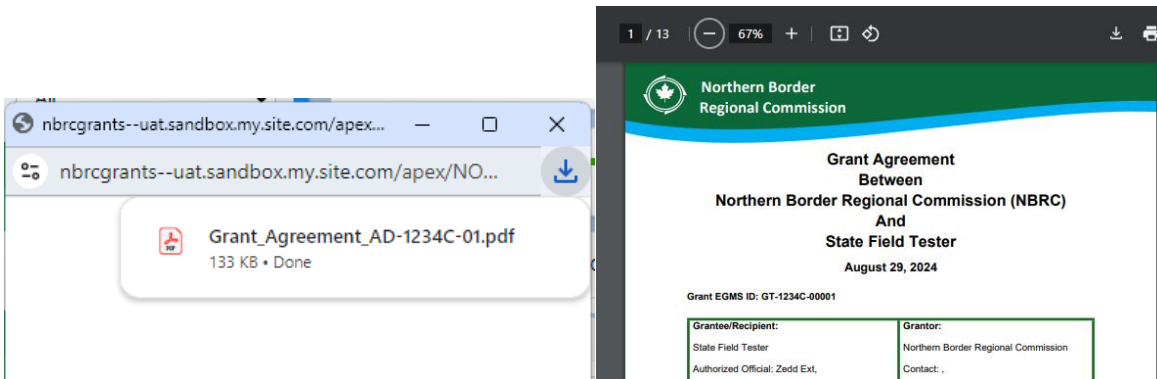 All
nbrcgrants--uat.sandbox.my.site.com/apex...
nbrcgrants--uat.sandbox.my.site.com/apex/NO...
Grant_Agreement_AD-1234C-01.pdf
133 KB • Done
PDF
1 / 13
67%
Northern Border
Regional Commission
Grant Agreement
Between
Northern Border Regional Commission (NBRC)
And
State Field Tester
August 29, 2024
Grant EGMS ID: GT-1234C-00001
Grantee/Recipient:
Grantor:
State Field Tester
Northern Border Regional Commission
Authorized Official: Zedd Ext,
Contact: ,